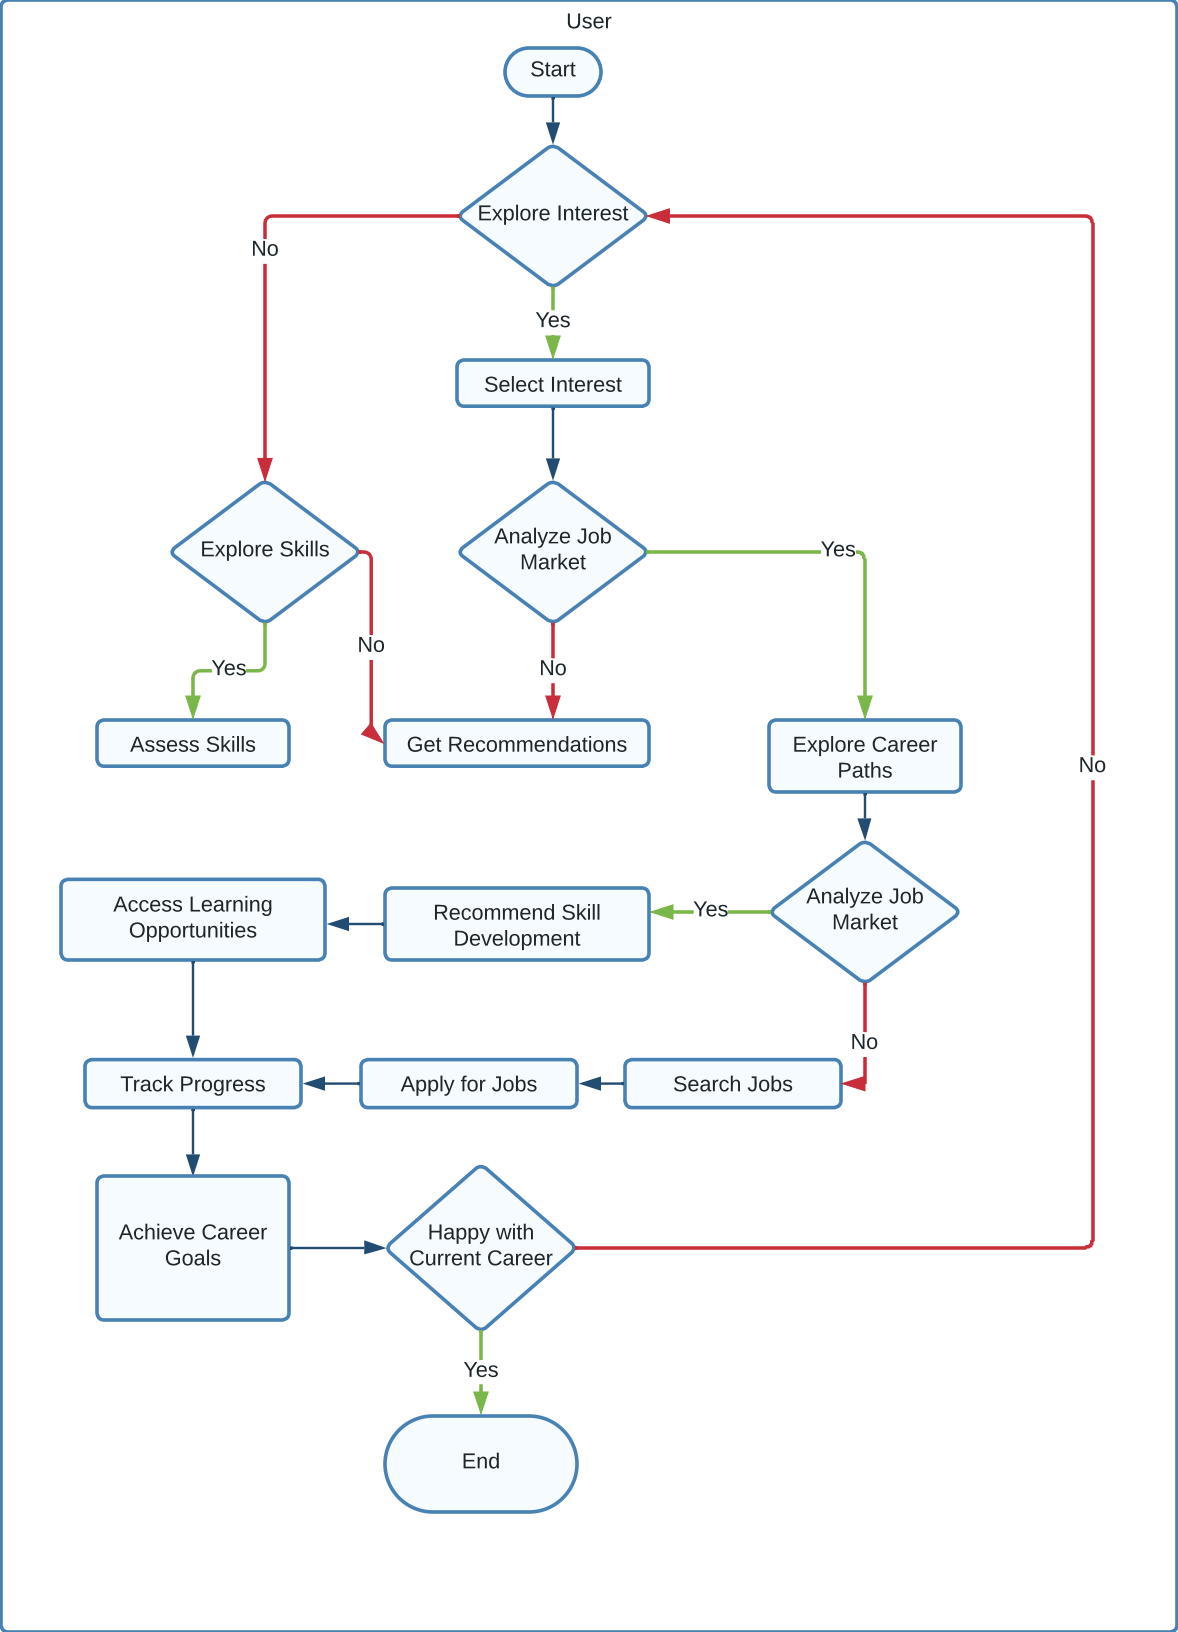 User
Start
Explore Interest
No
Yes
Select Interest
Explore Skills
Analyze Job
Market
Yes
No
Yes
No
Assess Skills
Get Recommendations
Explore Career
Paths
No
Analyze Job
Market
Yes
Recommend Skill
Development
Access Learning
Opportunities
No
Track Progress
Apply for Jobs
Search Jobs
Achieve Career
Goals
Happy with
Current Career
Yes
End